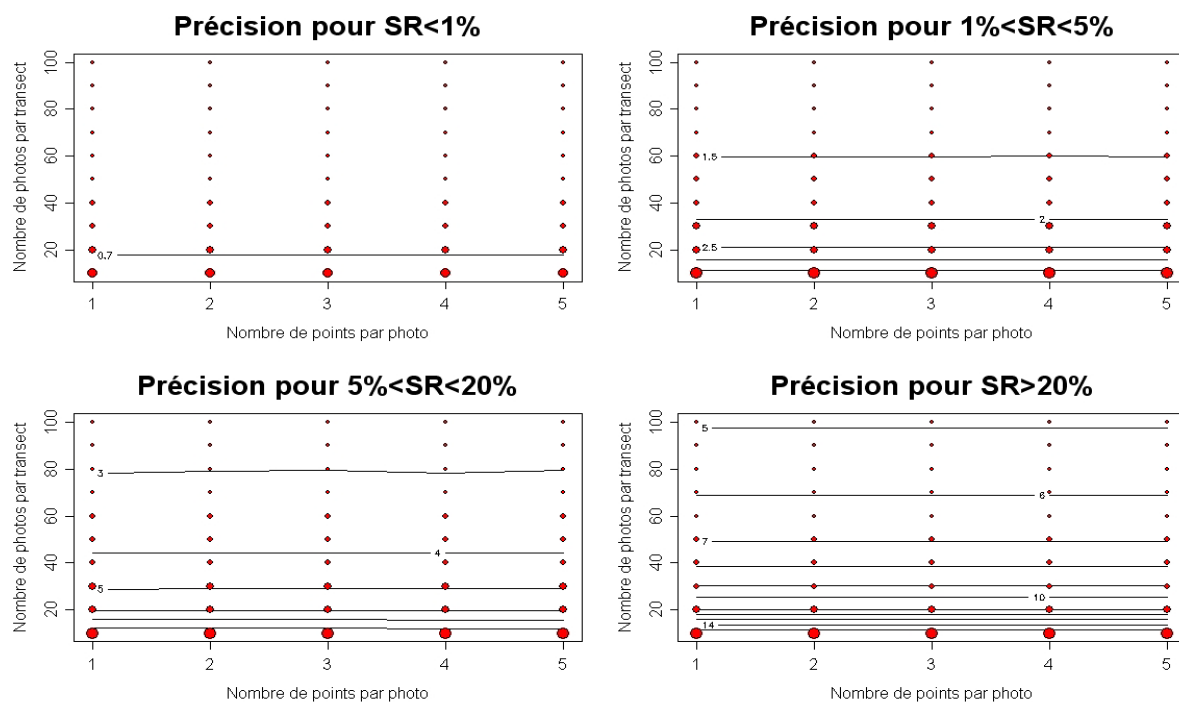 Précision pour SR<1%
Nombre de photos par transect
100
80
60
40
20
0.7
1 2 3 4 5
Nombre de points par photo
Précision pour 1%<SR<5%
Nombre de photos par transect
100
80
60
40
20
1.5
2
2.5
1 2 3 4 5
Nombre de points par photo
Précision pour 5%<SR<20%
Nombre de photos par transect
100
80
60
40
20
3
4
5
1 2 3 4 5
Nombre de points par photo
Précision pour SR>20%
Nombre de photos par transect
100
80
60
40
20
5
6
7
10
14
1 2 3 4 5
Nombre de points par photo